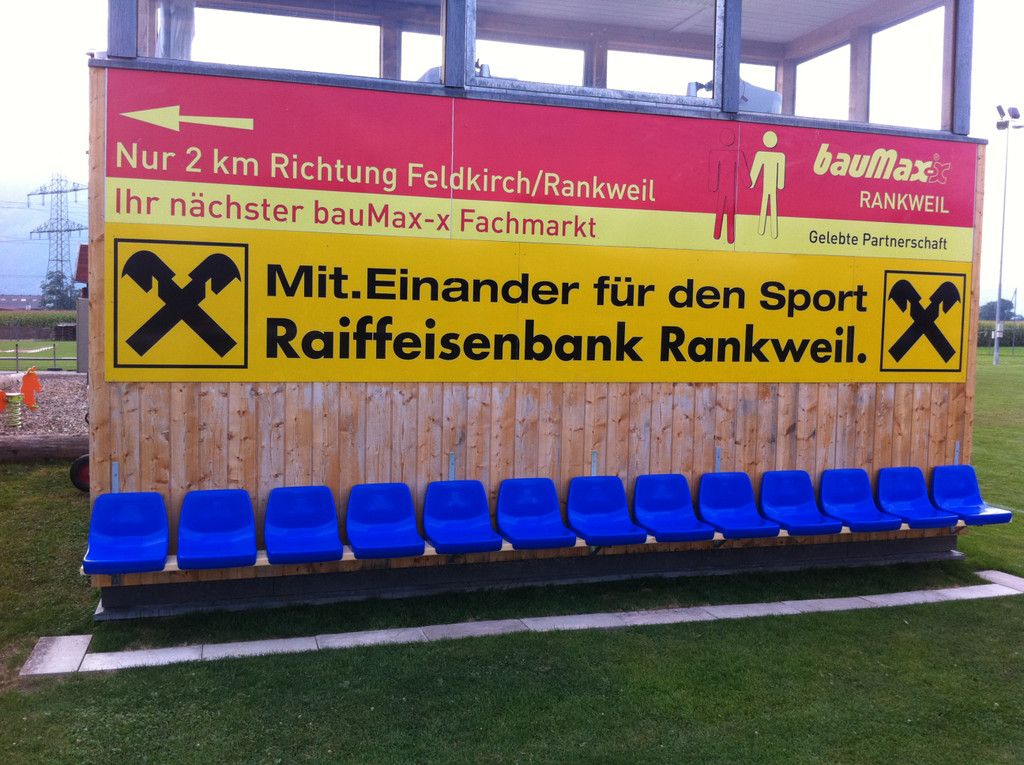 Nur 2 km Richtung Feldkirch/Rankweil
Ihr nächster bauMax-x Fachmarkt
bauMax-x
RANKWEIL
Gelebte Partnerschaft
Mit.Einander für den Sport
Raiffeisenbank Rankweil.